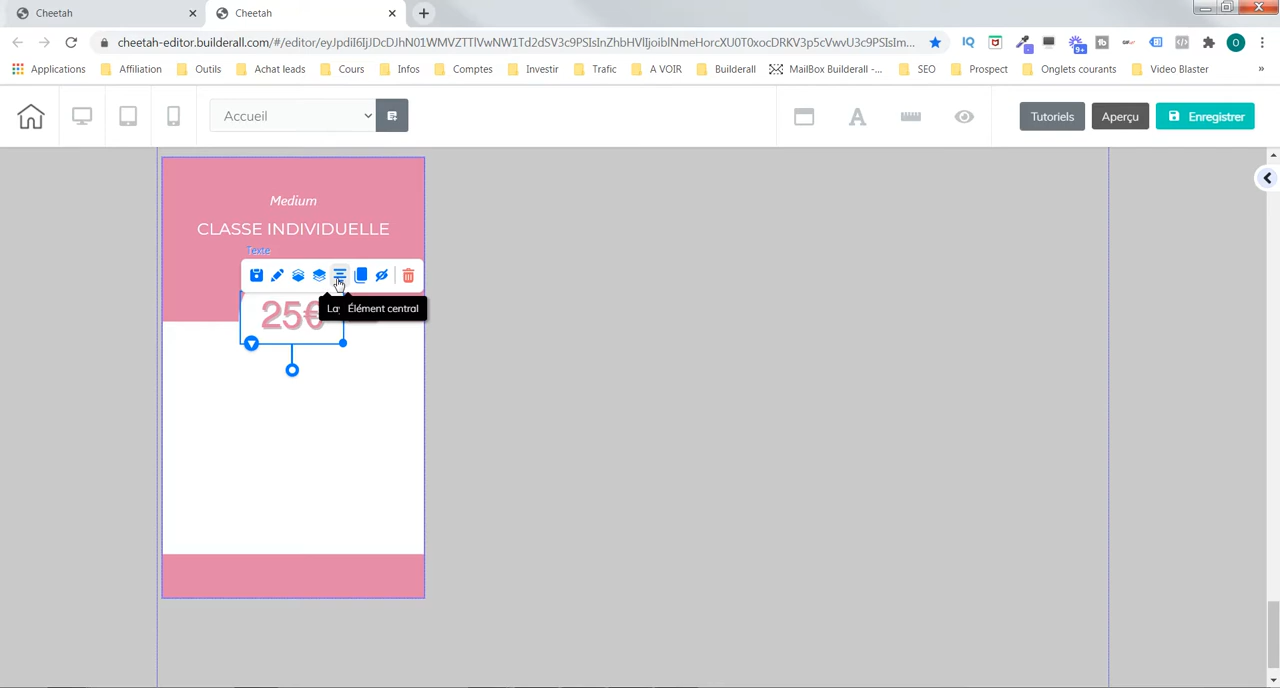 Cheetah
Cheetah
cheetah-editor.builderall.com/#/editor/
Applications
Affiliation
Outils
Achat leads
Cours
Infos
Comptes
Investir
Trafic
A VOIR
Builderall
MailBox Builderall -...
SEO
Prospect
Onglets courants
Video Blaster
»
Accueil
Tutoriels
Aperçu
Enregistrer
Medium
CLASSE INDIVIDUELLE
Texte
25€
Élément central